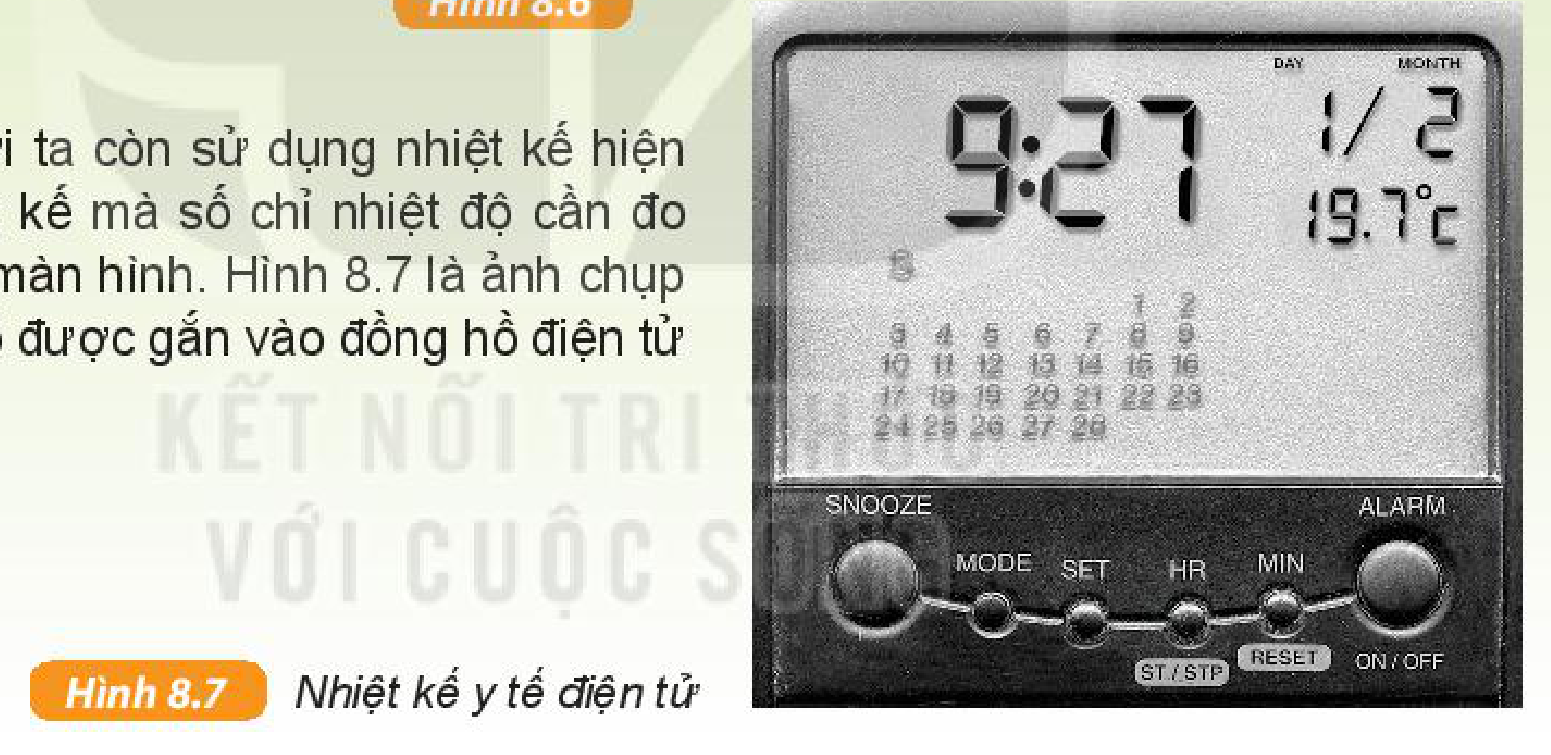 Hình 8.6
ta còn sử dụng nhiệt kế hiện
kế mà số chỉ nhiệt độ cần đo
màn hình. Hình 8.7 là ảnh chụp
được gắn vào đồng hồ điện tử
KẾT NỐI TRI THỨC
VỚI CUỘC SỐNG
Hình 8.7 Nhiệt kế y tế điện tử
DAY MONTH
9:27 1/ 2
19.7°c
S
1 2
3 4 5 6 7 8 9
10 11 12 13 14 15 16
17 18 19 20 21 22 23
24 25 26 27 28
SNOOZE ALARM
MODE SET HR MIN
ST / STP RESET ON / OFF